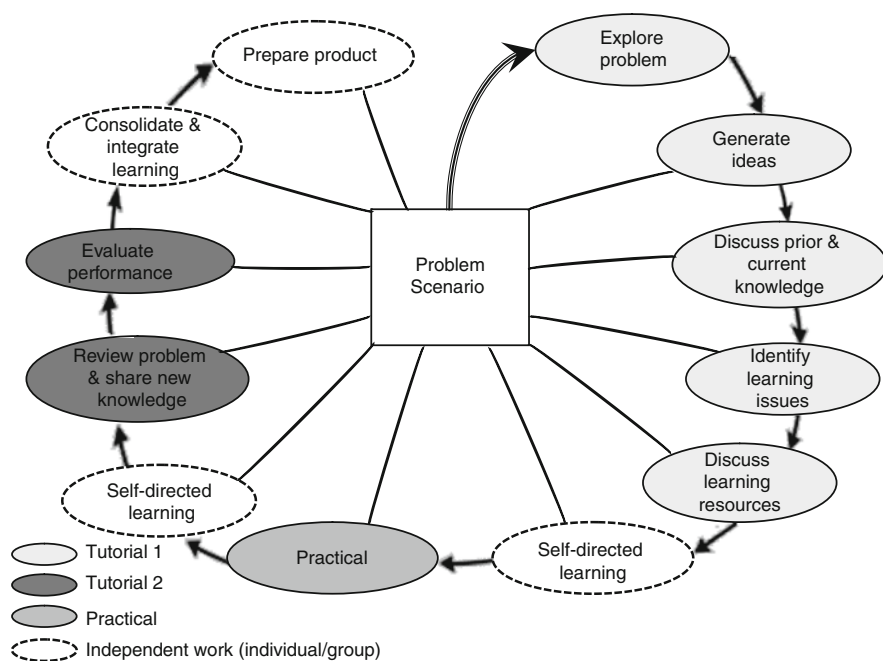 Prepare product
Explore
problem
Consolidate &
integrate
learning
Generate
ideas
Evaluate
performance
Problem
Scenario
Discuss prior &
current
knowledge
Review problem
& share new
knowledge
Identify
learning
issues
Discuss
learning
resources
Self-directed
learning
Practical
Self-directed
learning
Tutorial 1
Tutorial 2
Practical
Independent work (individual/group)